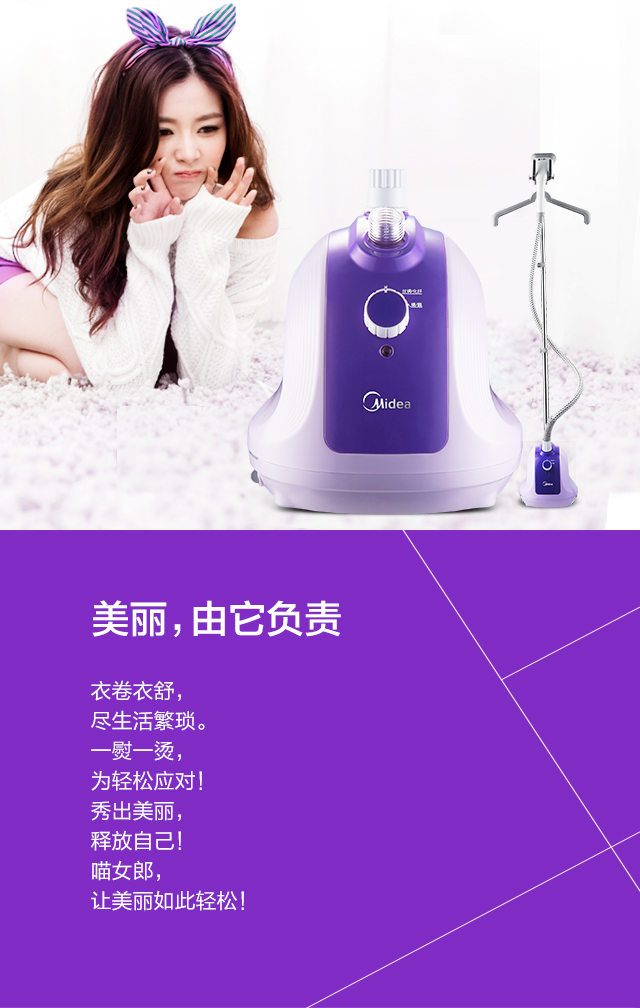 Midea
Midea
美丽，由它负责
衣卷衣舒，
尽生活繁琐。
一熨一烫，
为轻松应对！
秀出美丽，
释放自己！
喵女郎，
让美丽如此轻松！